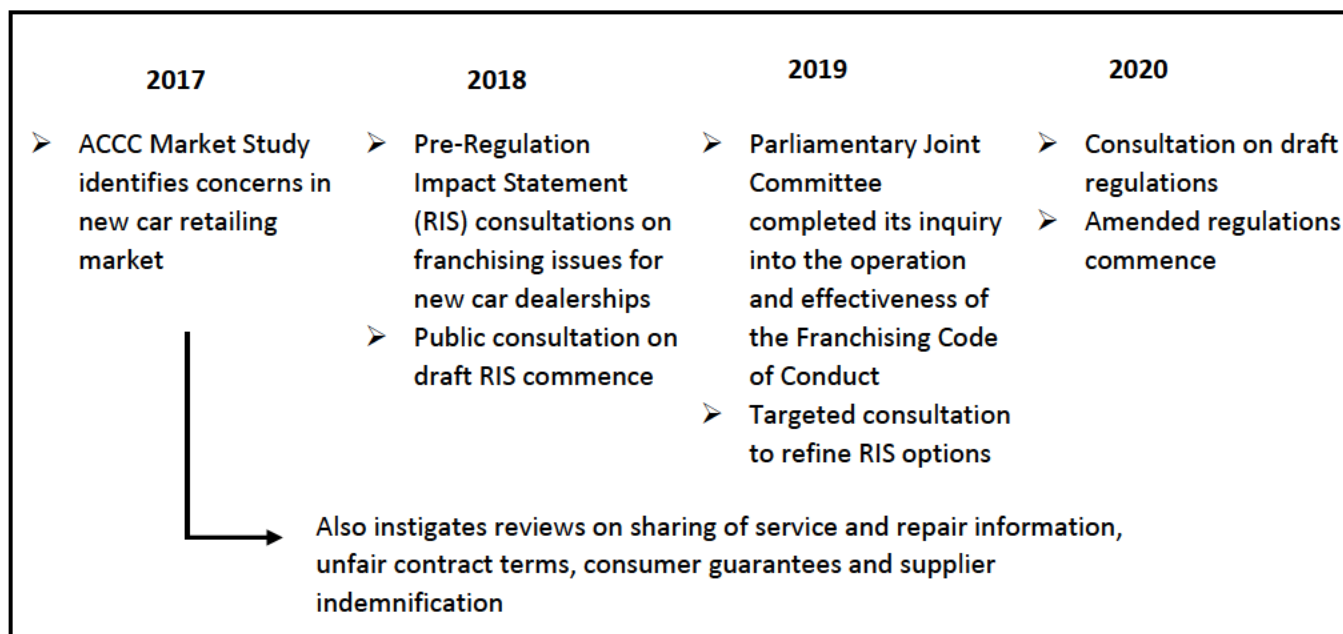 2017
➢ ACCC Market Study
identifies concerns in
new car retailing
market
2018
➢ Pre-Regulation
Impact Statement
(RIS) consultations on
franchising issues for
new car dealerships
➢ Public consultation on
draft RIS commence
2019
➢ Parliamentary Joint
Committee
completed its inquiry
into the operation
and effectiveness of
the Franchising Code
of Conduct
➢ Targeted consultation
to refine RIS options
2020
➢ Consultation on draft
regulations
➢ Amended regulations
commence
Also instigates reviews on sharing of service and repair information,
unfair contract terms, consumer guarantees and supplier
indemnification